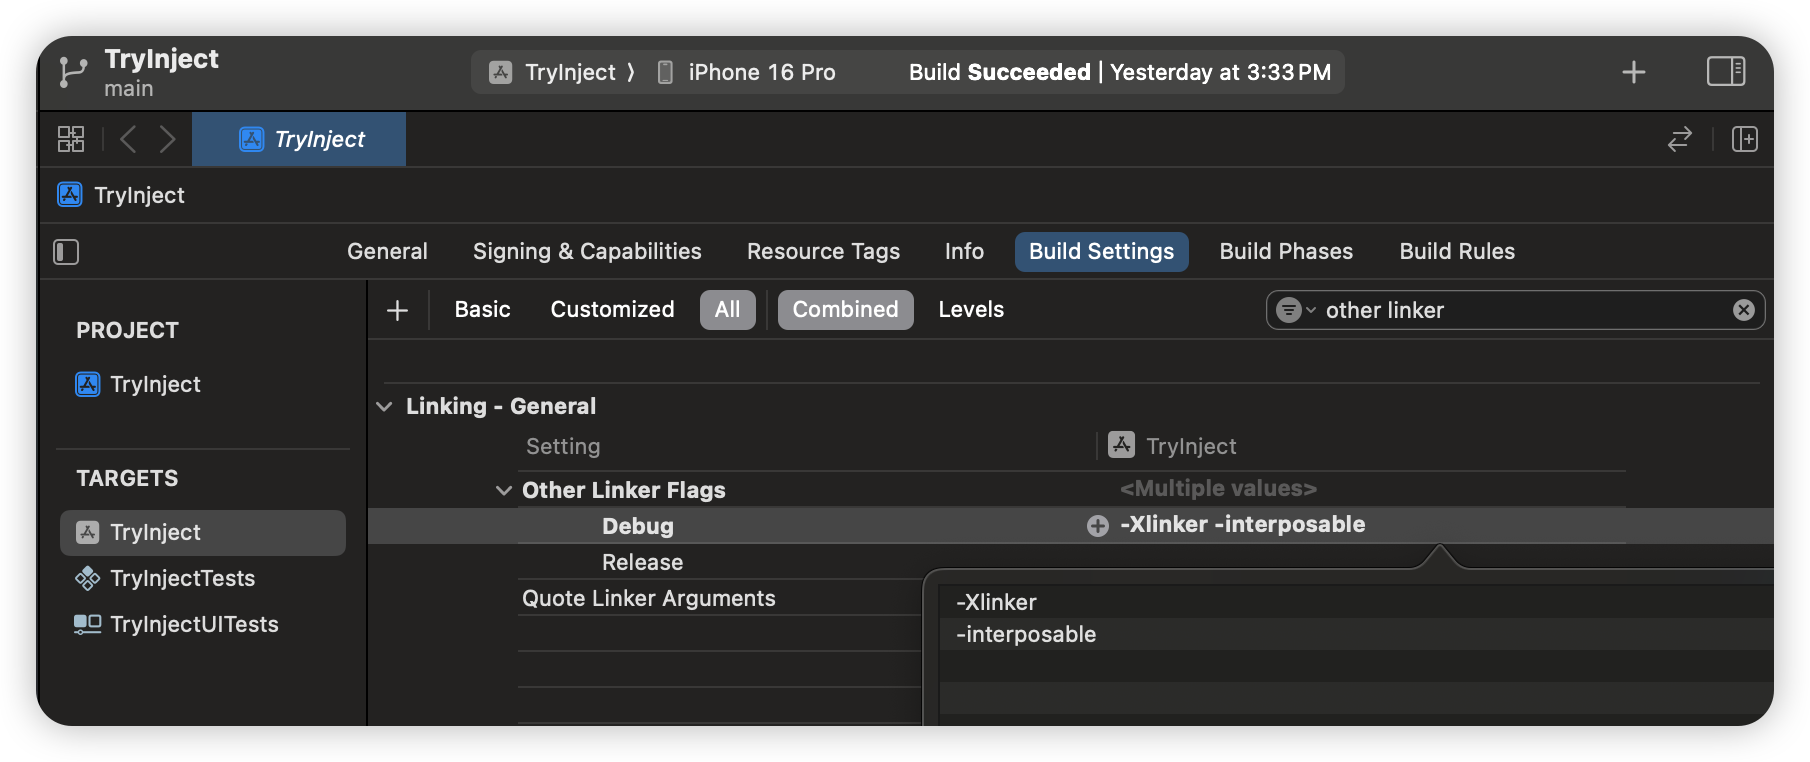 TryInject
main
TryInject ⟩ iPhone 16 Pro
Build Succeeded | Yesterday at 3:33 PM
TryInject
TryInject
General Signing & Capabilities Resource Tags Info Build Settings Build Phases Build Rules
Basic Customized All Combined Levels
other linker
PROJECT
TryInject
TARGETS
TryInject
TryInjectTests
TryInjectUITests
Linking - General
Setting TryInject
Other Linker Flags <Multiple values>
Debug -Xlinker -interposable
Release
Quote Linker Arguments
-Xlinker
-interposable